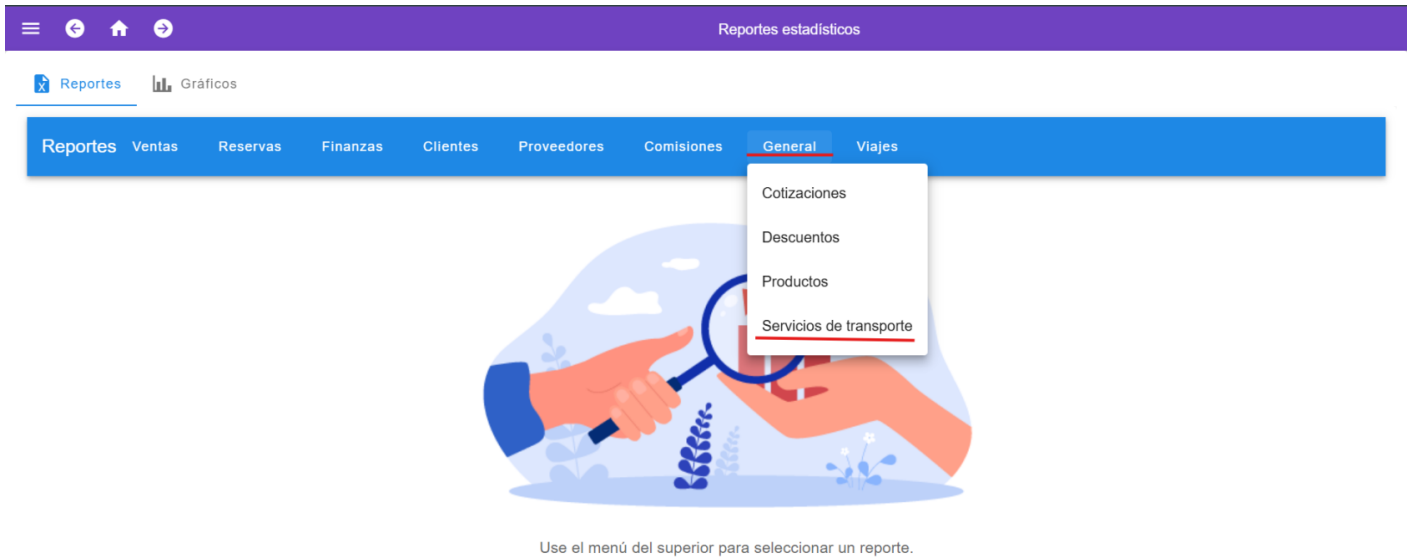 Reportes estadísticos
Reportes Gráficos
Reportes Ventas Reservas Finanzas Clientes Proveedores Comisiones General Viajes
Cotizaciones
Descuentos
Productos
Servicios de transporte
Use el menú del superior para seleccionar un reporte.